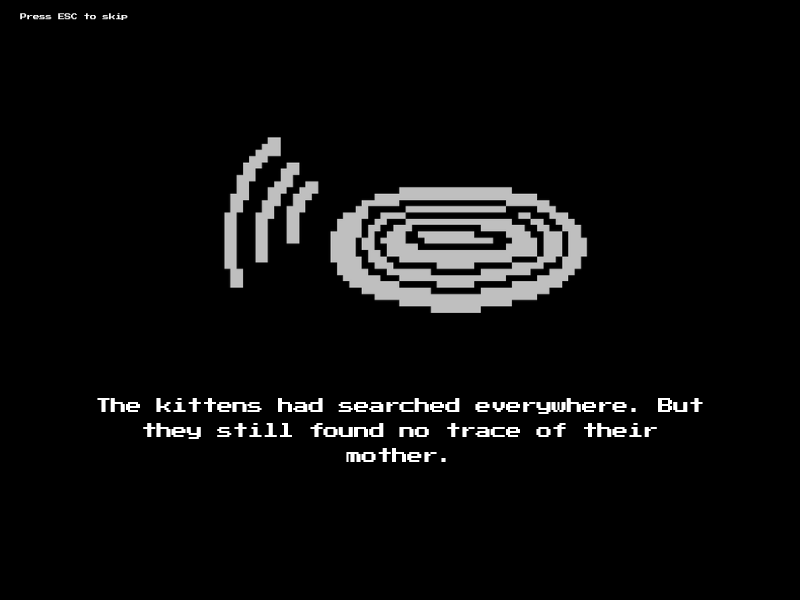 Press ESC to skip
The kittens had searched everywhere. But
they still found no trace of their
mother.